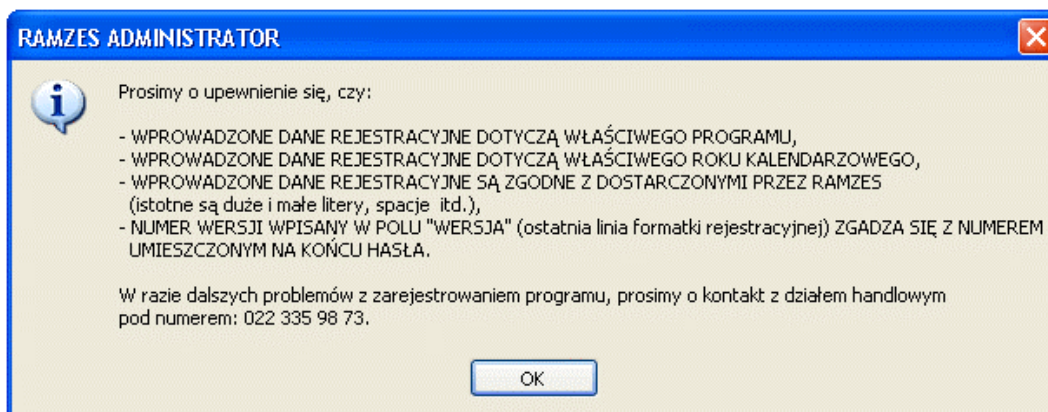 RAMZES ADMINISTRATOR
Prosimy o upewnienie się, czy:
- WPROWADZONE DANE REJESTRACYJNE DOTYCZĄ WŁAŚCIWEGO PROGRAMU,
- WPROWADZONE DANE REJESTRACYJNE DOTYCZĄ WŁAŚCIWEGO ROKU KALENDARZOWEGO,
- WPROWADZONE DANE REJESTRACYJNE SĄ ZGODNE Z DOSTARCZONYMI PRZEZ RAMZES
(istotne są duże i małe litery, spacje itd.),
- NUMER WERSJI WPISANY W POLU "WERSJA" (ostatnia linia formatki rejestracyjnej) ZGADZA SIĘ Z NUMEREM
UMIESZCZONYM NA KOŃCU HASŁA.
W razie dalszych problemów z zarejestrowaniem programu, prosimy o kontakt z działem handlowym
pod numerem: 022 335 98 73.
OK